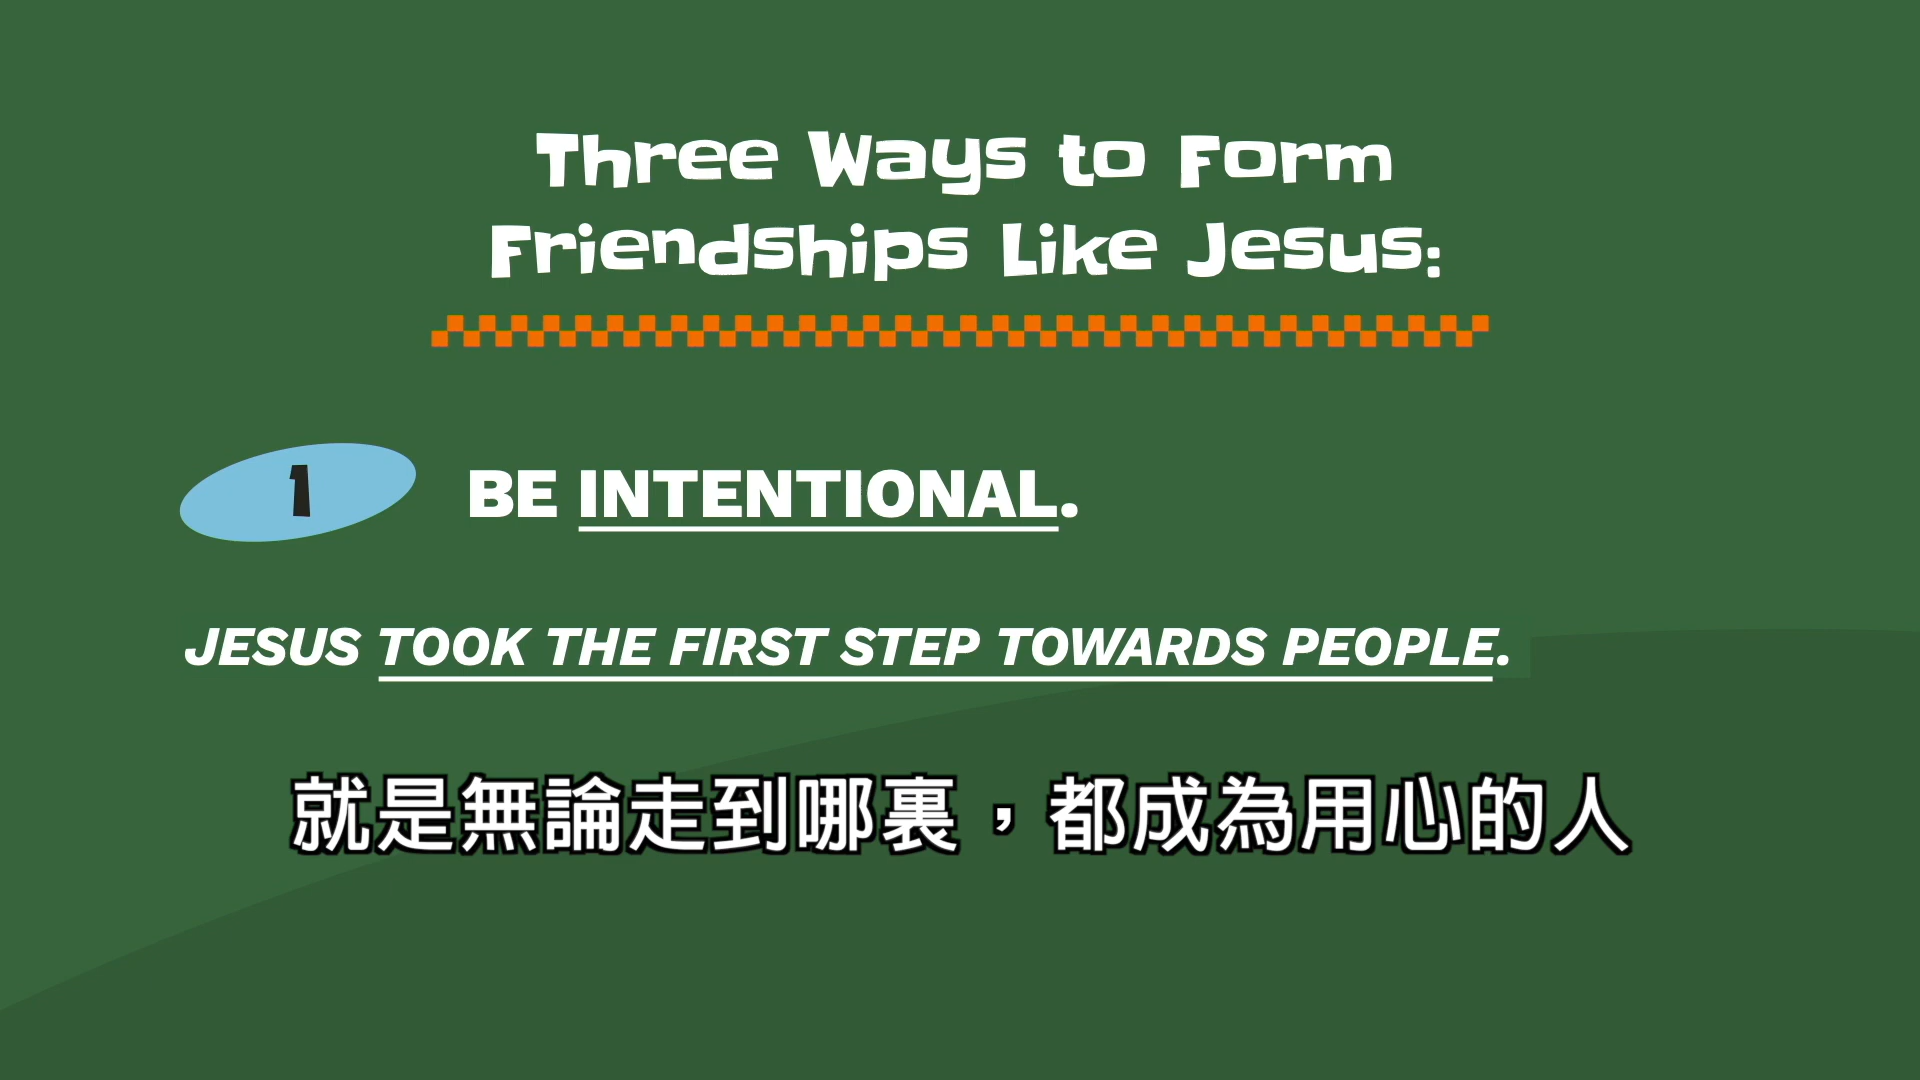 Three Ways to Form
Friendships Like Jesus:
1 BE INTENTIONAL.
JESUS TOOK THE FIRST STEP TOWARDS PEOPLE.
就是無論走到哪裏，都成為用心的人